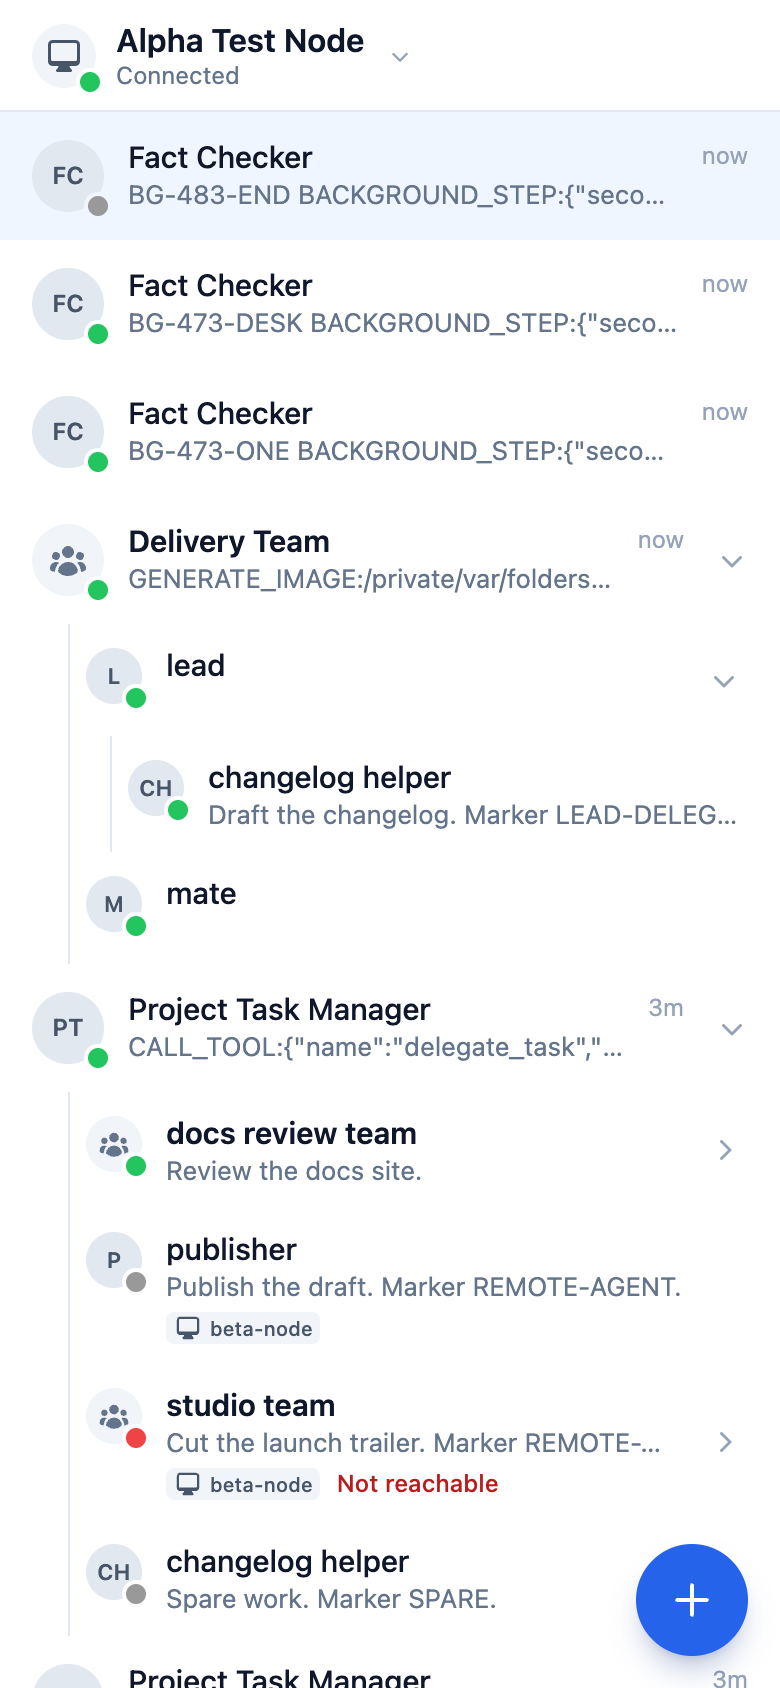 Alpha Test Node
Connected
FC
Fact Checker
now
BG-483-END BACKGROUND_STEP:{"seco...
FC
Fact Checker
now
BG-473-DESK BACKGROUND_STEP:{"seco...
FC
Fact Checker
now
BG-473-ONE BACKGROUND_STEP:{"seco...
Delivery Team
now
GENERATE_IMAGE:/private/var/folders...
L
lead
CH
changelog helper
Draft the changelog. Marker LEAD-DELEG...
M
mate
PT
Project Task Manager
3m
CALL_TOOL:{"name":"delegate_task","...
docs review team
Review the docs site.
P
publisher
Publish the draft. Marker REMOTE-AGENT.
beta-node
studio team
Cut the launch trailer. Marker REMOTE-...
beta-node
Not reachable
CH
changelog helper
Spare work. Marker SPARE.
Project Task Manager
3m